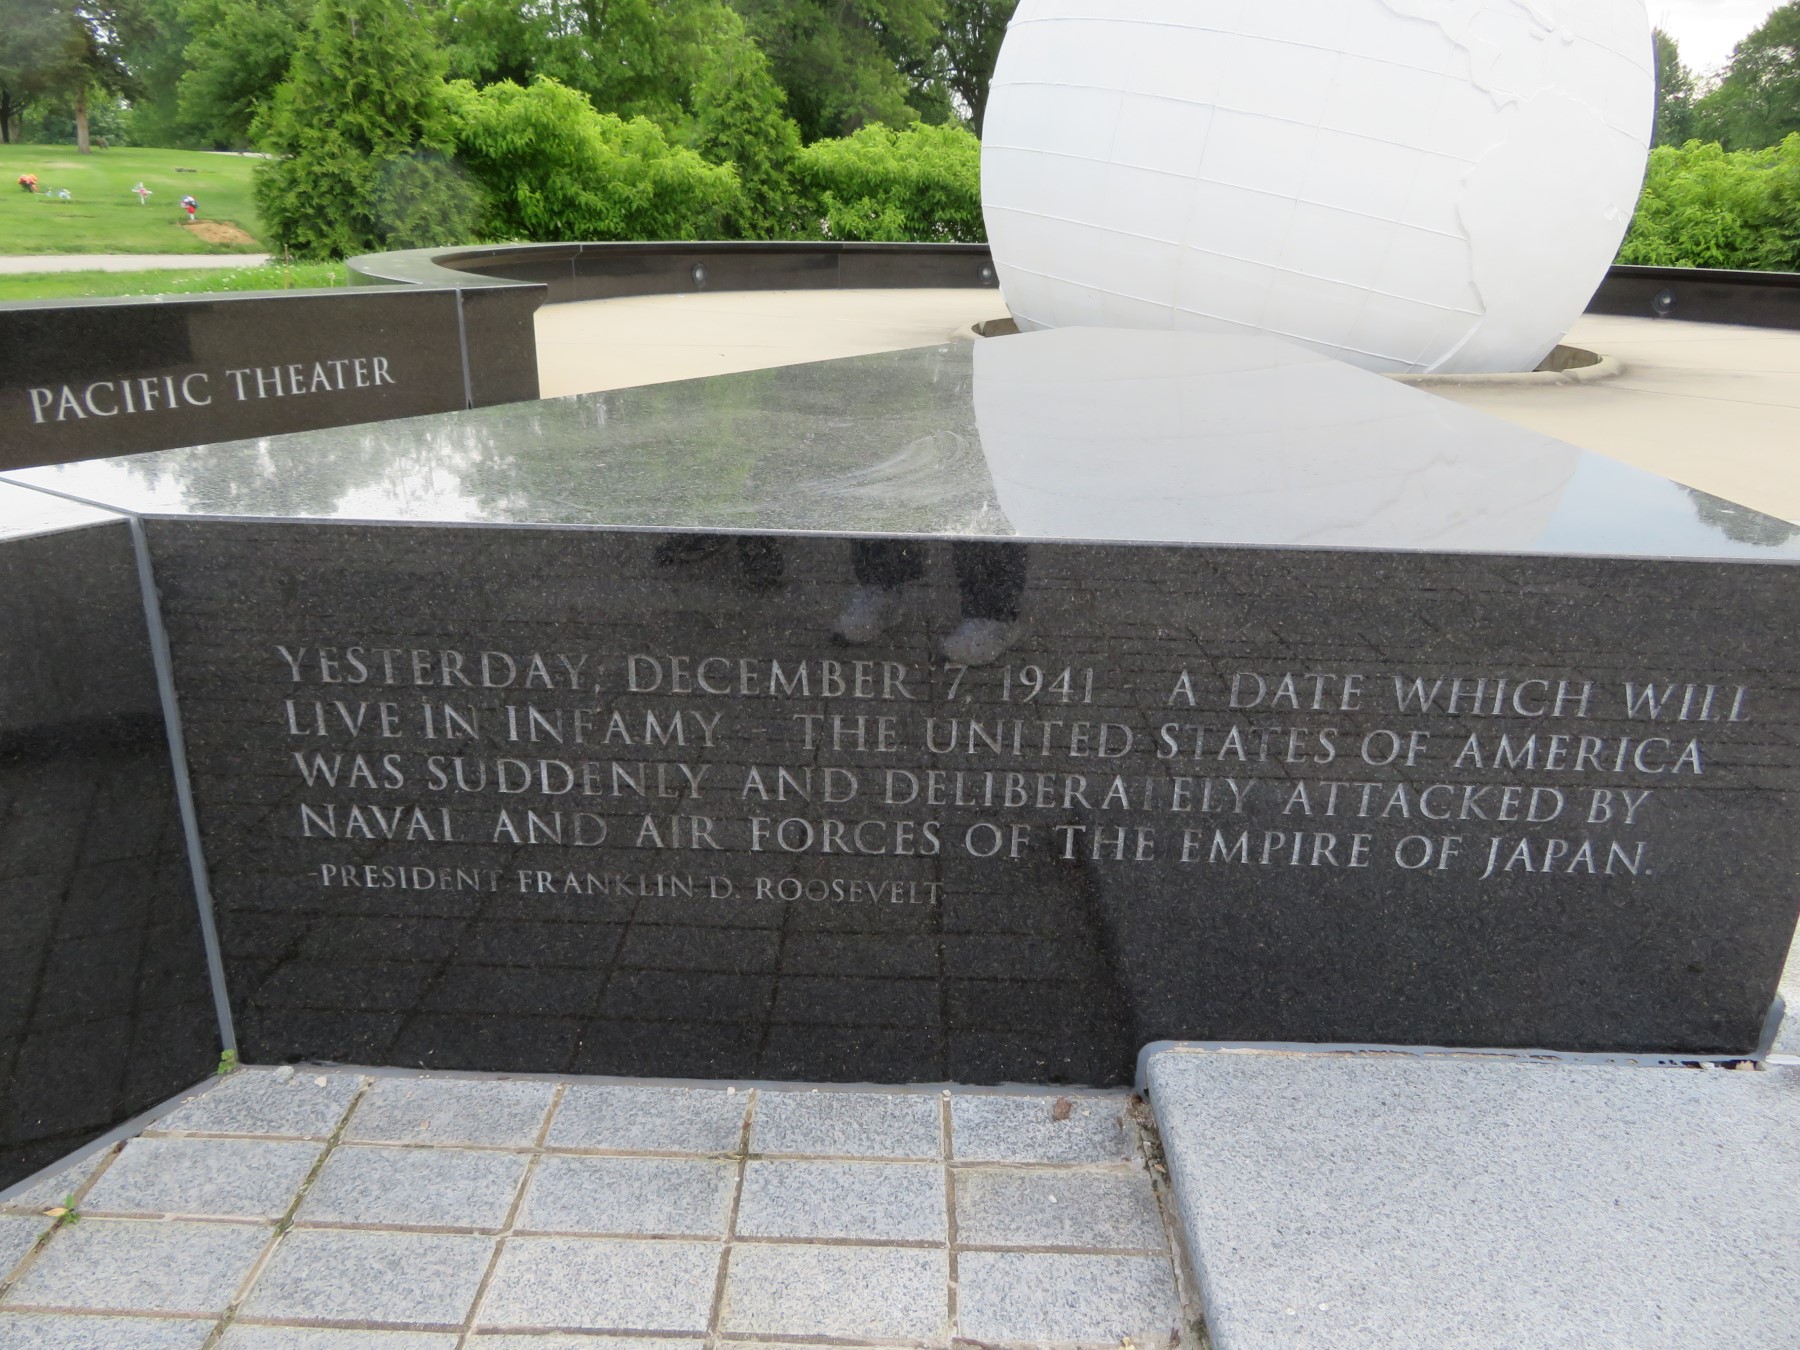 PACIFIC THEATER
YESTERDAY, DECEMBER 7, 1941 - A DATE WHICH WILL
LIVE IN INFAMY - THE UNITED STATES OF AMERICA
WAS SUDDENLY AND DELIBERATELY ATTACKED BY
NAVAL AND AIR FORCES OF THE EMPIRE OF JAPAN.
-PRESIDENT FRANKLIN D. ROOSEVELT